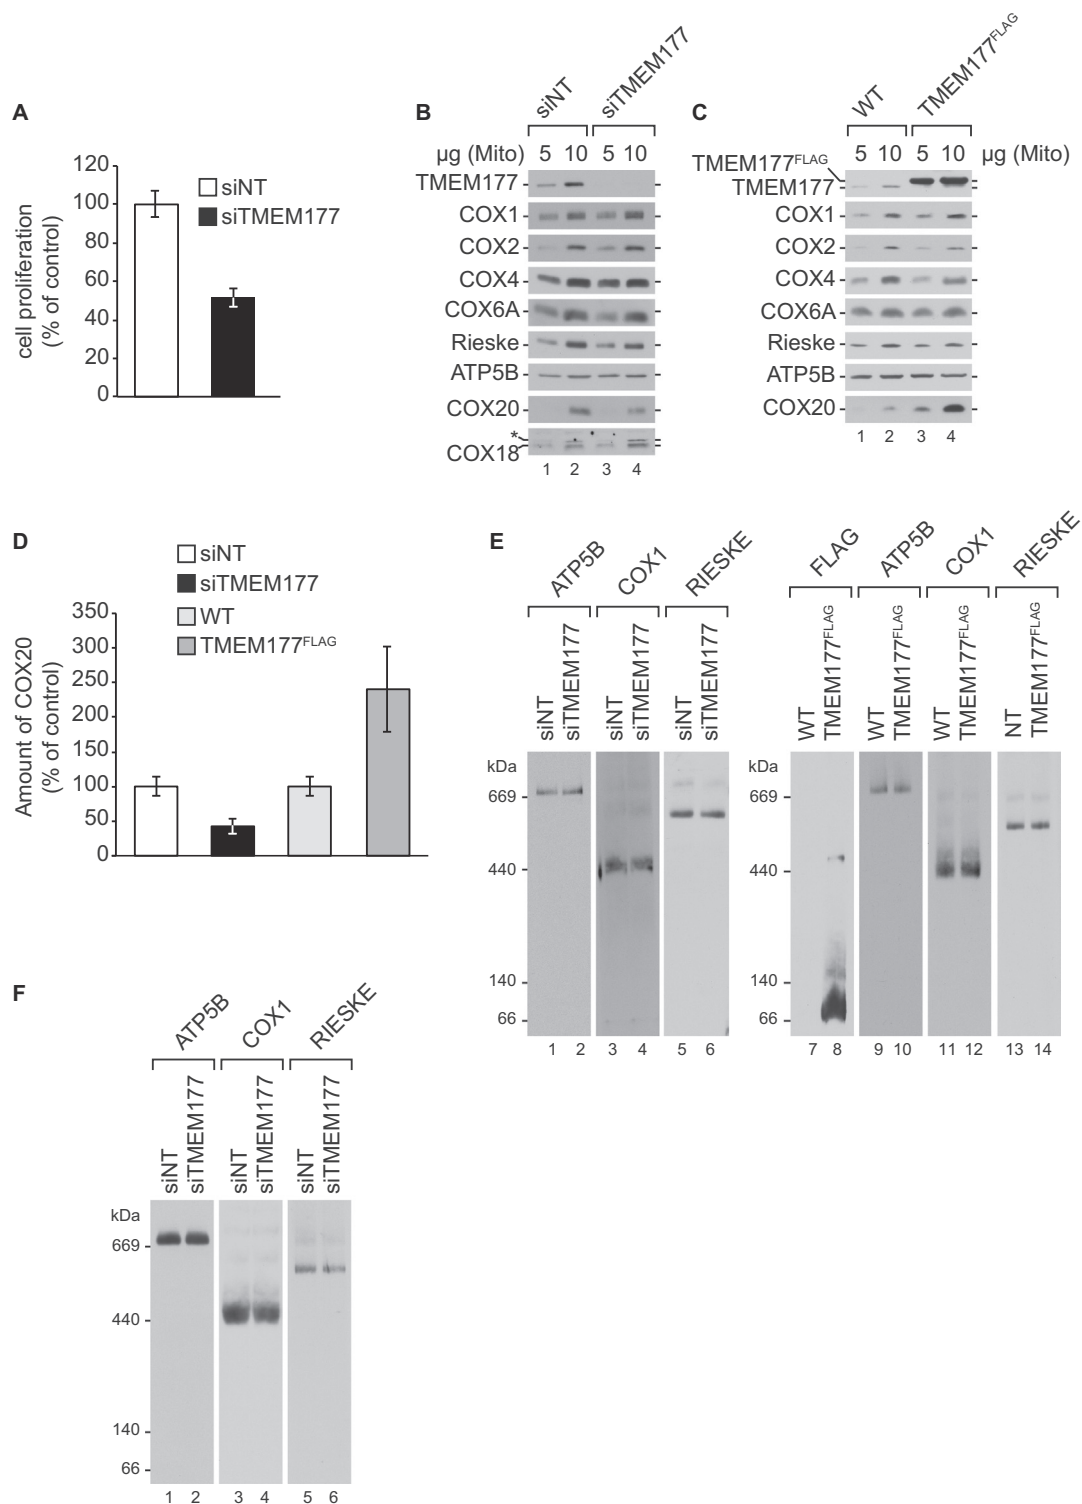 A
cell proliferation
(% of control)
120
100
80
60
40
20
0
siNT
siTMEM177
B
siNT
siTMEM177
µg (Mito)
5 10 5 10
TMEM177
COX1
COX2
COX4
COX6A
Rieske
ATP5B
COX20
*
COX18
1 2 3 4
C
WT
TMEM177FLAG
5 10 5 10 µg (Mito)
TMEM177FLAG
TMEM177
COX1
COX2
COX4
COX6A
Rieske
ATP5B
COX20
1 2 3 4
D
siNT
siTMEM177
WT
TMEM177FLAG
Amount of COX20
(% of control)
350
300
250
200
150
100
50
0
E
ATP5B COX1 RIESKE
siNT siTMEM177 siNT siTMEM177 siNT siTMEM177
kDa
669
440
140
66
1 2 3 4 5 6
FLAG ATP5B COX1 RIESKE
WT TMEM177FLAG WT TMEM177FLAG WT TMEM177FLAG NT TMEM177FLAG
kDa
669
440
140
66
7 8 9 10 11 12 13 14
F
ATP5B COX1 RIESKE
siNT siTMEM177 siNT siTMEM177 siNT siTMEM177
kDa
669
440
140
66
1 2 3 4 5 6